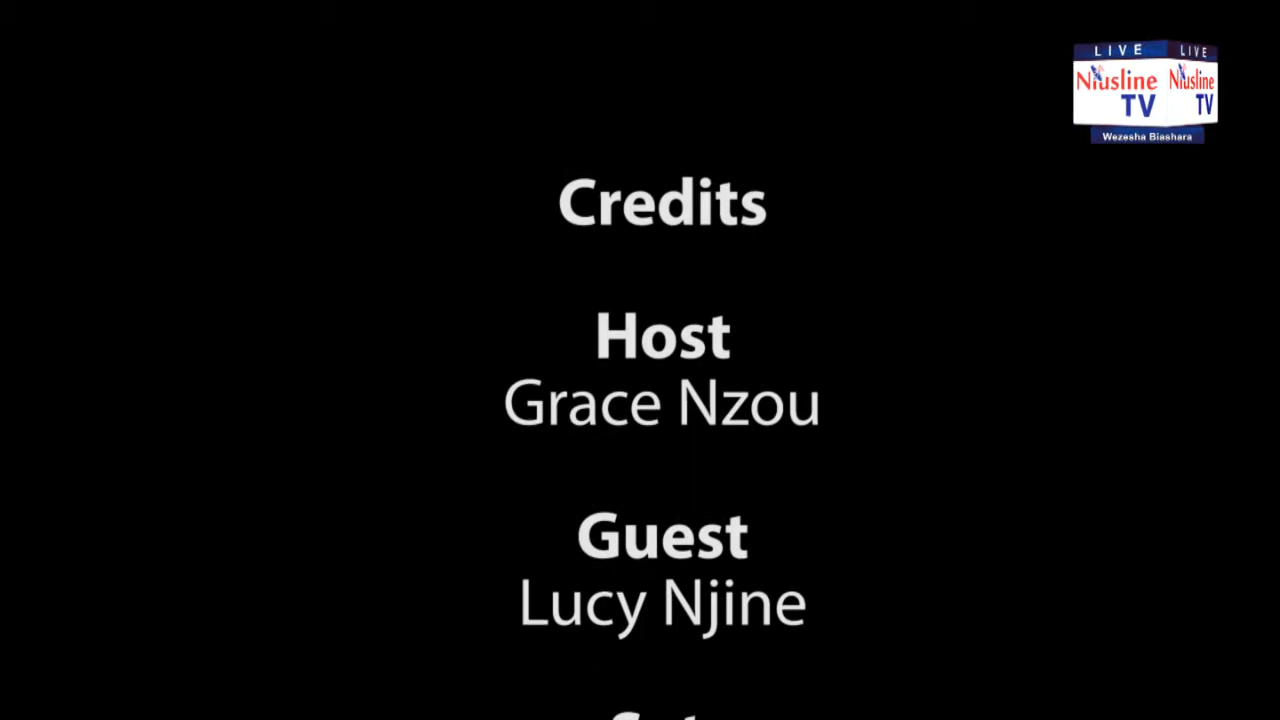 LIVE LIVE
Niusline Niusline
TV TV
Wezesha Biashara
Credits
Host
Grace Nzou
Guest
Lucy Njine